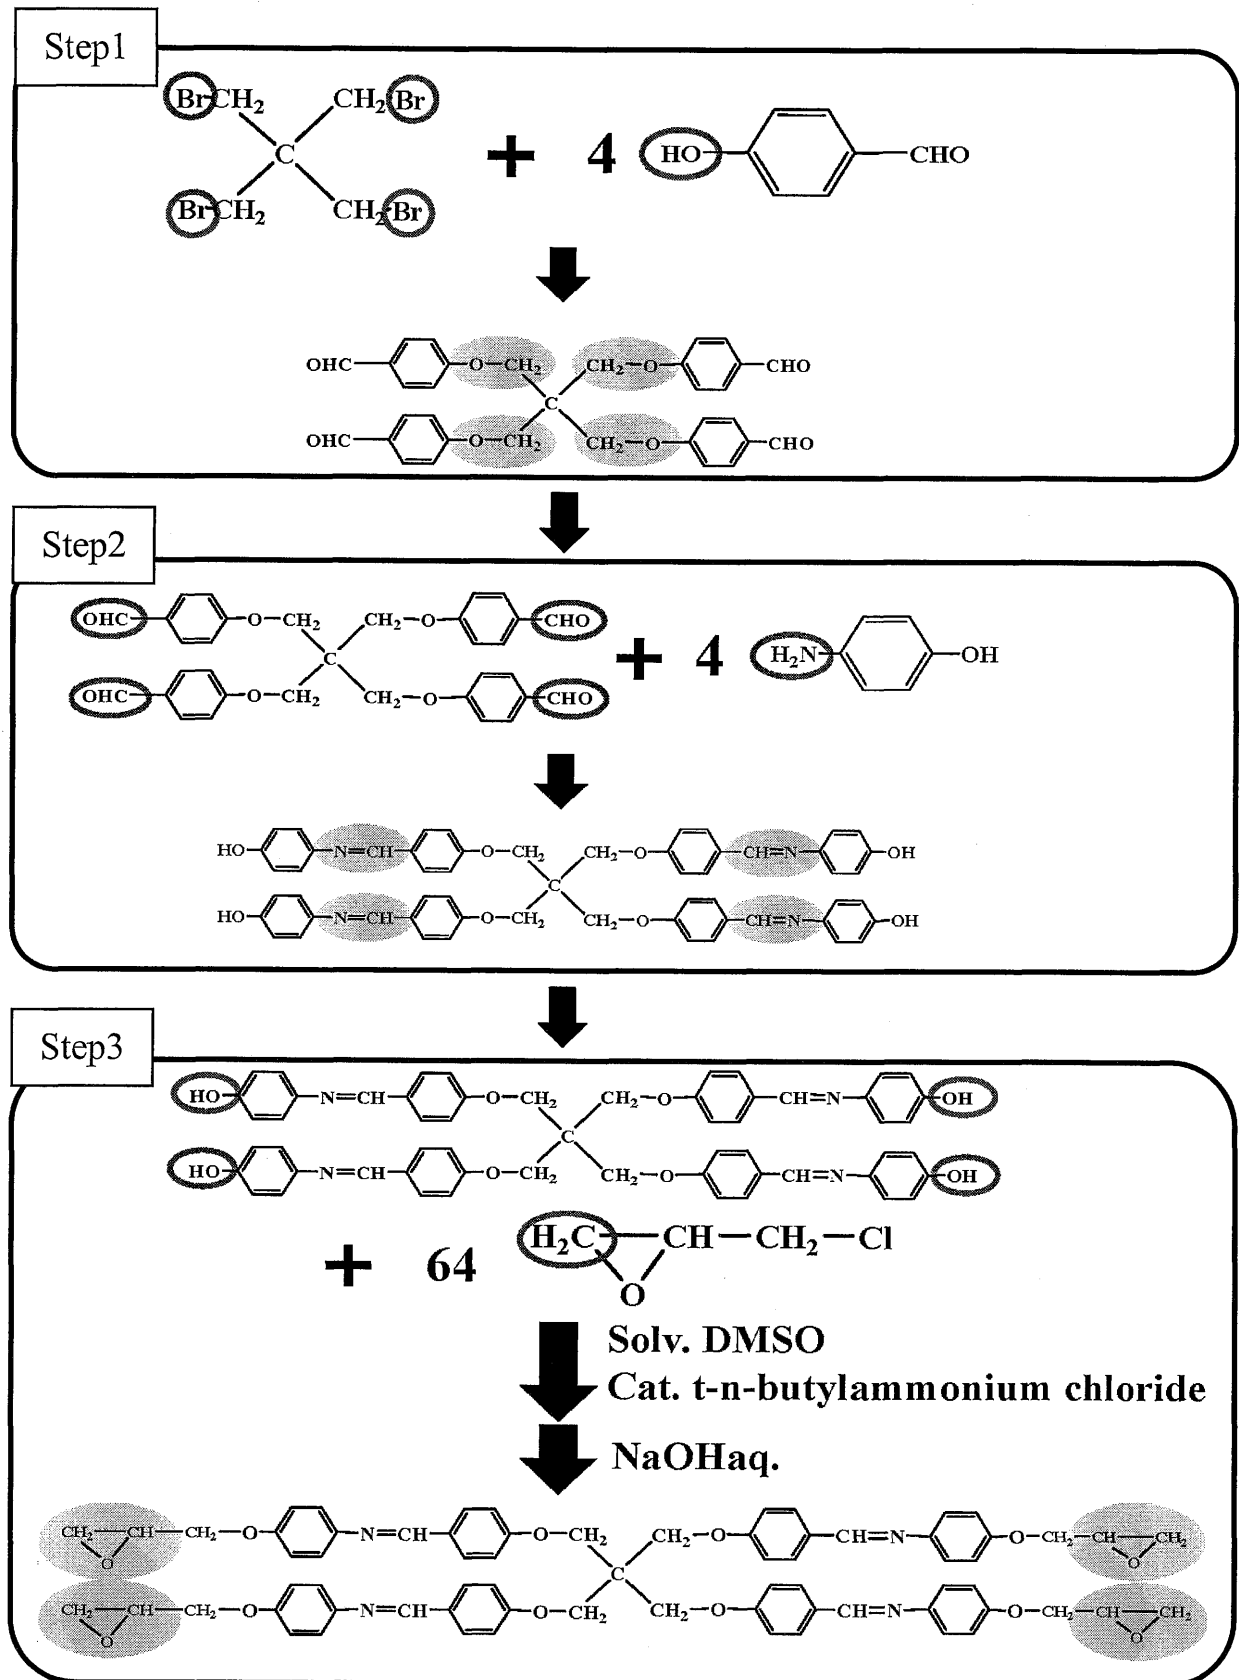 Step1
BrCH₂ CH₂Br
C + 4 HO CHO
BrCH₂ CH₂Br
OHC O—CH₂ CH₂—O CHO
C
OHC O—CH₂ CH₂—O CHO
Step2
OHC O—CH₂ CH₂—O CHO
C + 4 H₂N OH
OHC O—CH₂ CH₂—O CHO
HO N=CH O—CH₂ CH₂—O CH=N OH
C
HO N=CH O—CH₂ CH₂—O CH=N OH
Step3
HO N=CH O—CH₂ CH₂—O CH=N OH
C
HO N=CH O—CH₂ CH₂—O CH=N OH
+ 64 H₂C—CH—CH₂—Cl
O
Solv. DMSO
Cat. t-n-butylammonium chloride
NaOHaq.
CH₂—CH—CH₂—O N=CH O—CH₂ CH₂—O CH=N O—CH₂—CH—CH₂
O C O
CH₂—CH—CH₂—O N=CH O—CH₂ CH₂—O CH=N O—CH₂—CH—CH₂
O O